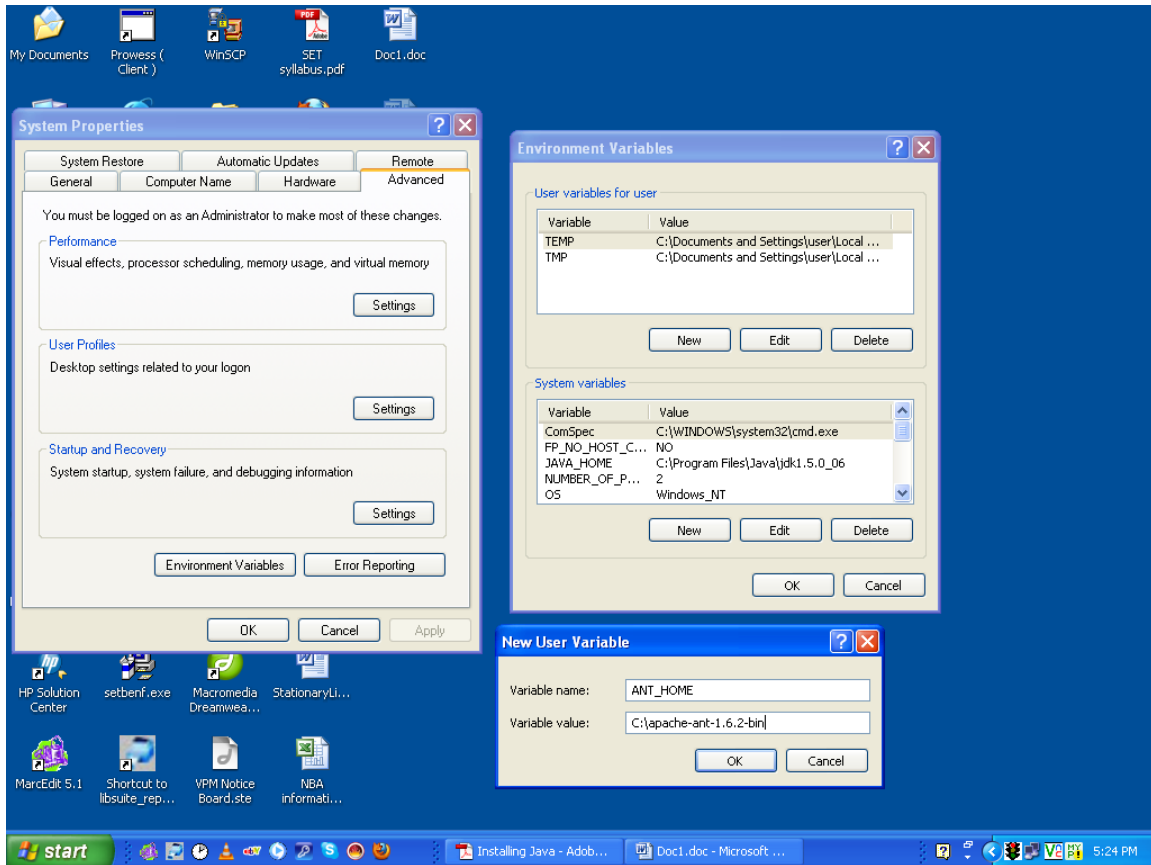 My Documents
Prowess (
Client )
WinSCP
SET
syllabus.pdf
Doc1.doc
System Properties
System Restore
Automatic Updates
Remote
General
Computer Name
Hardware
Advanced
You must be logged on as an Administrator to make most of these changes.
Performance
Visual effects, processor scheduling, memory usage, and virtual memory
Settings
User Profiles
Desktop settings related to your logon
Settings
Startup and Recovery
System startup, system failure, and debugging information
Settings
Environment Variables
Error Reporting
OK
Cancel
Apply
Environment Variables
User variables for user
Variable Value
TEMP C:\Documents and Settings\user\Local ...
TMP C:\Documents and Settings\user\Local ...
New
Edit
Delete
System variables
Variable Value
ComSpec C:\WINDOWS\system32\cmd.exe
FP_NO_HOST_C... NO
JAVA_HOME C:\Program Files\Java\jdk1.5.0_06
NUMBER_OF_P... 2
OS Windows_NT
New
Edit
Delete
OK
Cancel
New User Variable
Variable name: ANT_HOME
Variable value: C:\apache-ant-1.6.2-bin
OK
Cancel
HP Solution
Center
setbenf.exe
Macromedia
Dreamwea...
StationaryLi...
MarcEdit 5.1
Shortcut to
libsuite_rep...
VPM Notice
Board.ste
NBA
informati...
start
Installing Java - Adob...
Doc1.doc - Microsoft ...
5:24 PM